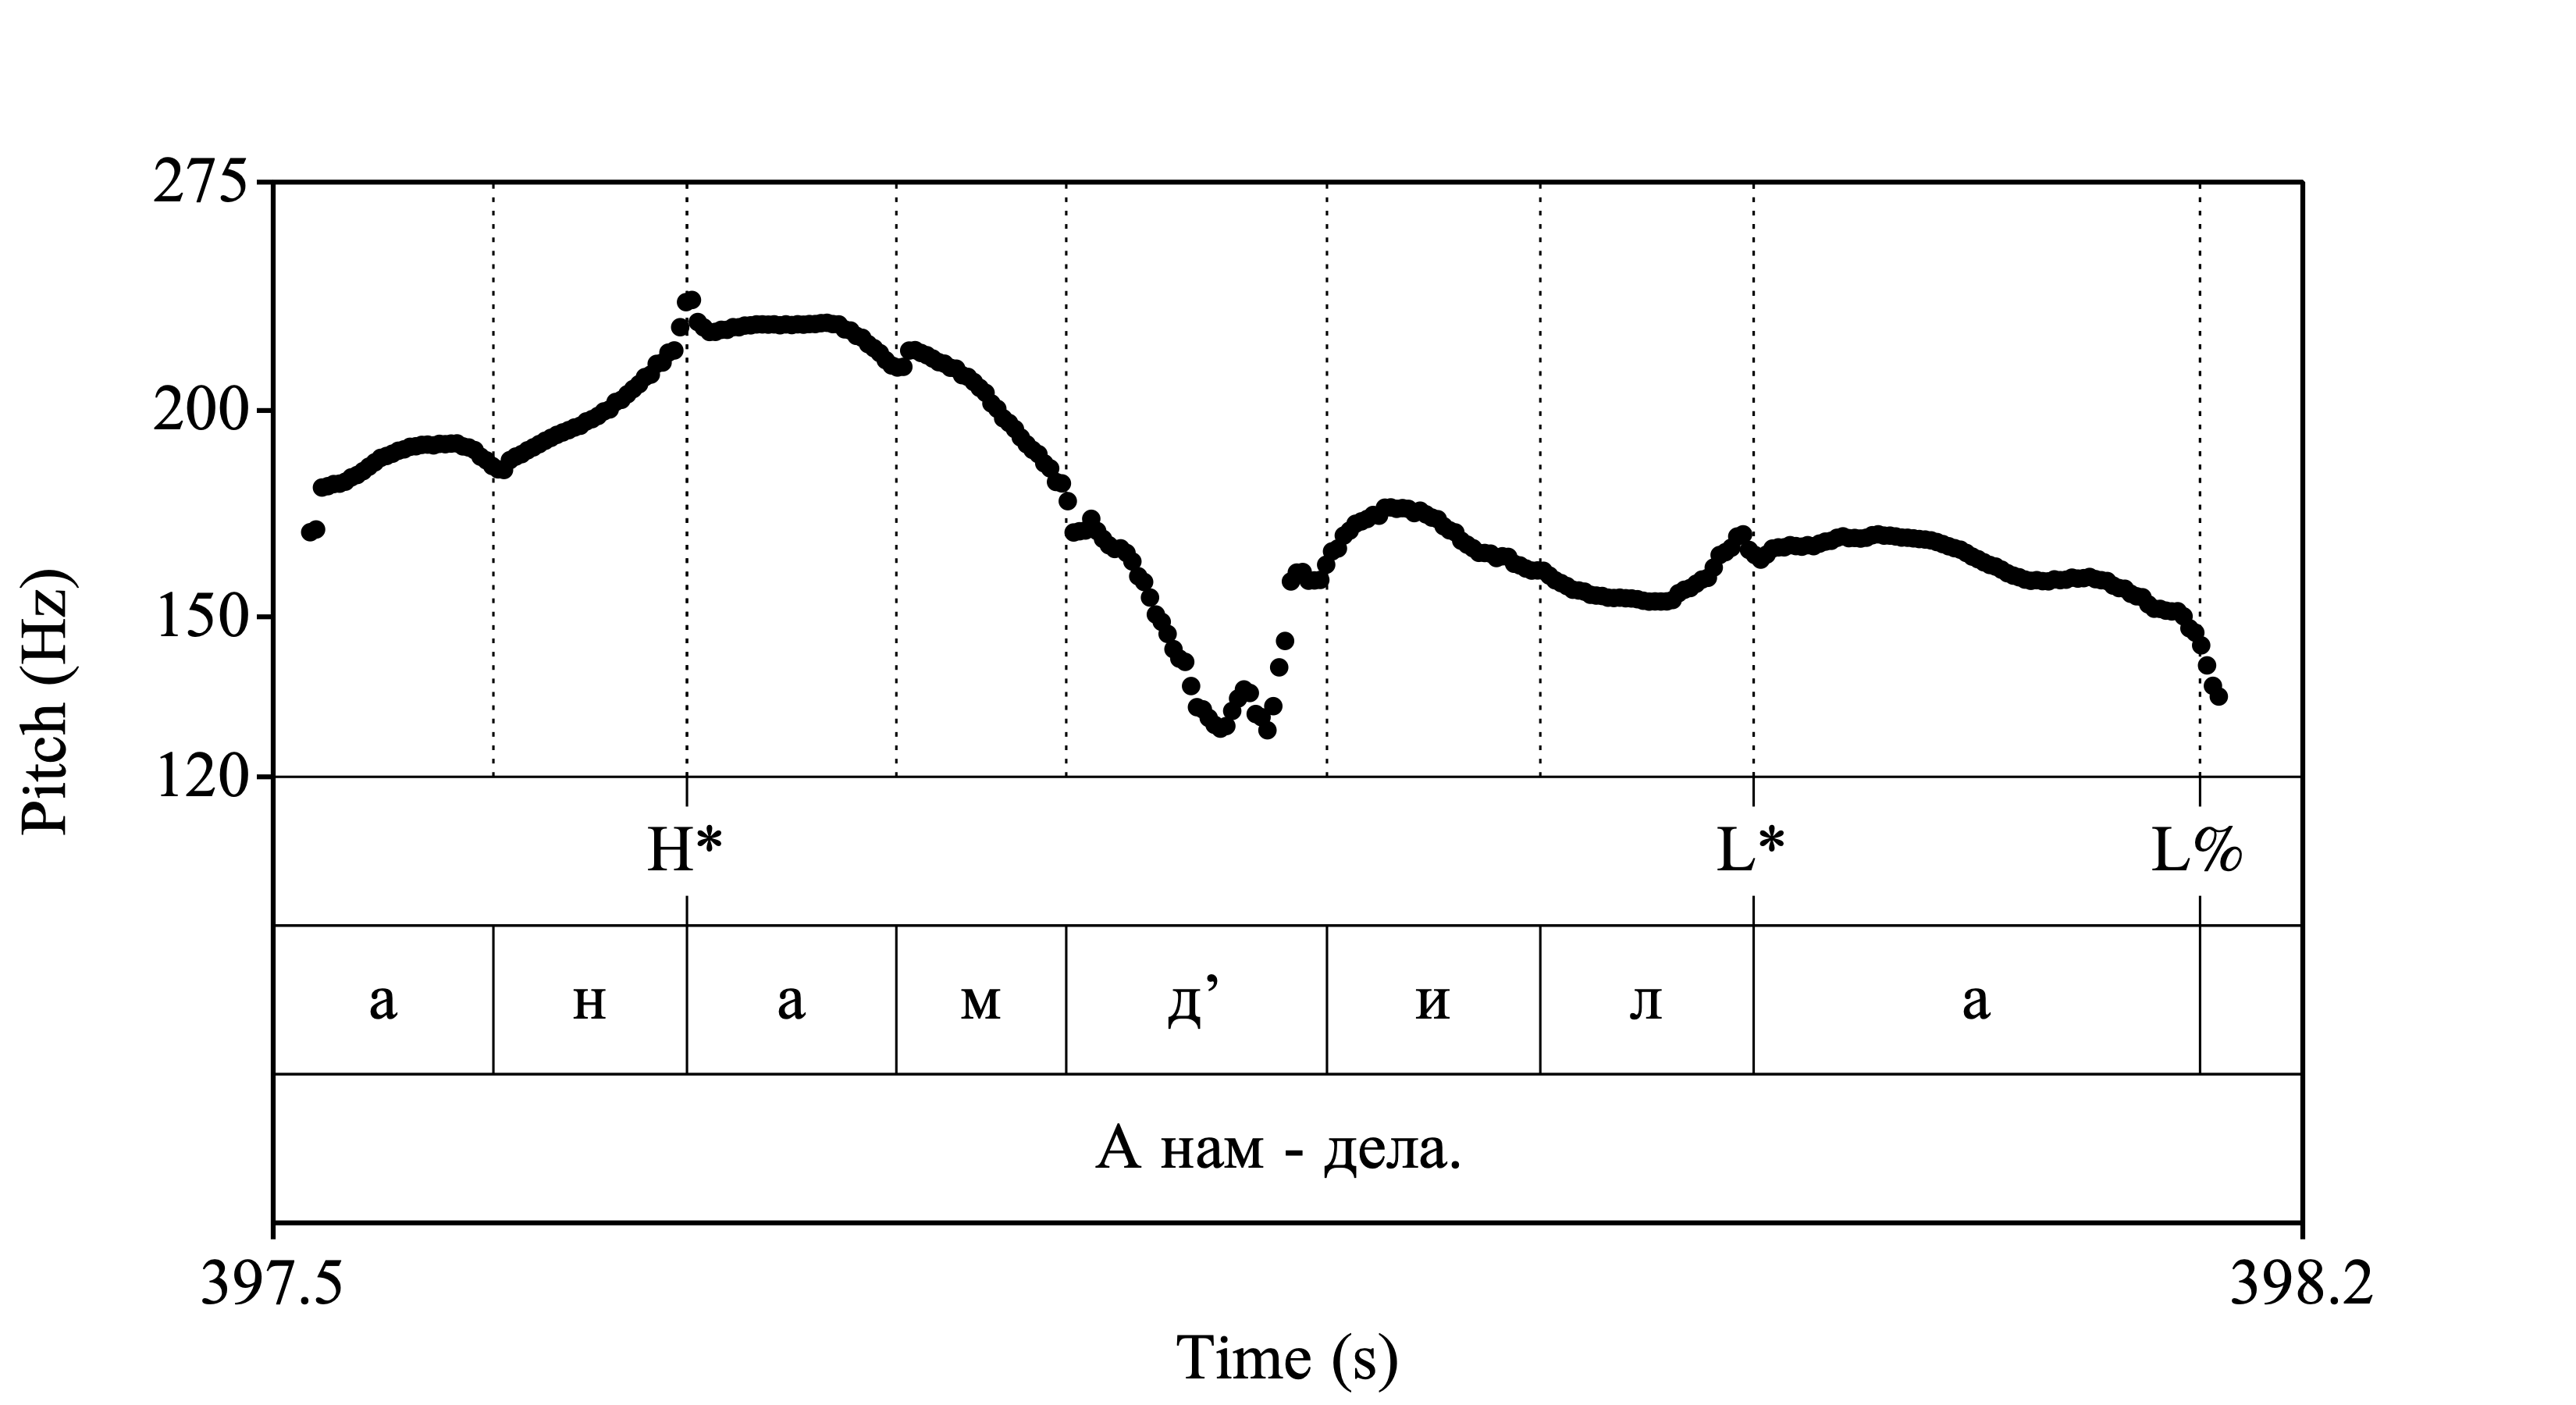 275
200
150
120
Pitch (Hz)
H* L* L%
а н а м д’ и л а
А нам - дела.
397.5 398.2
Time (s)